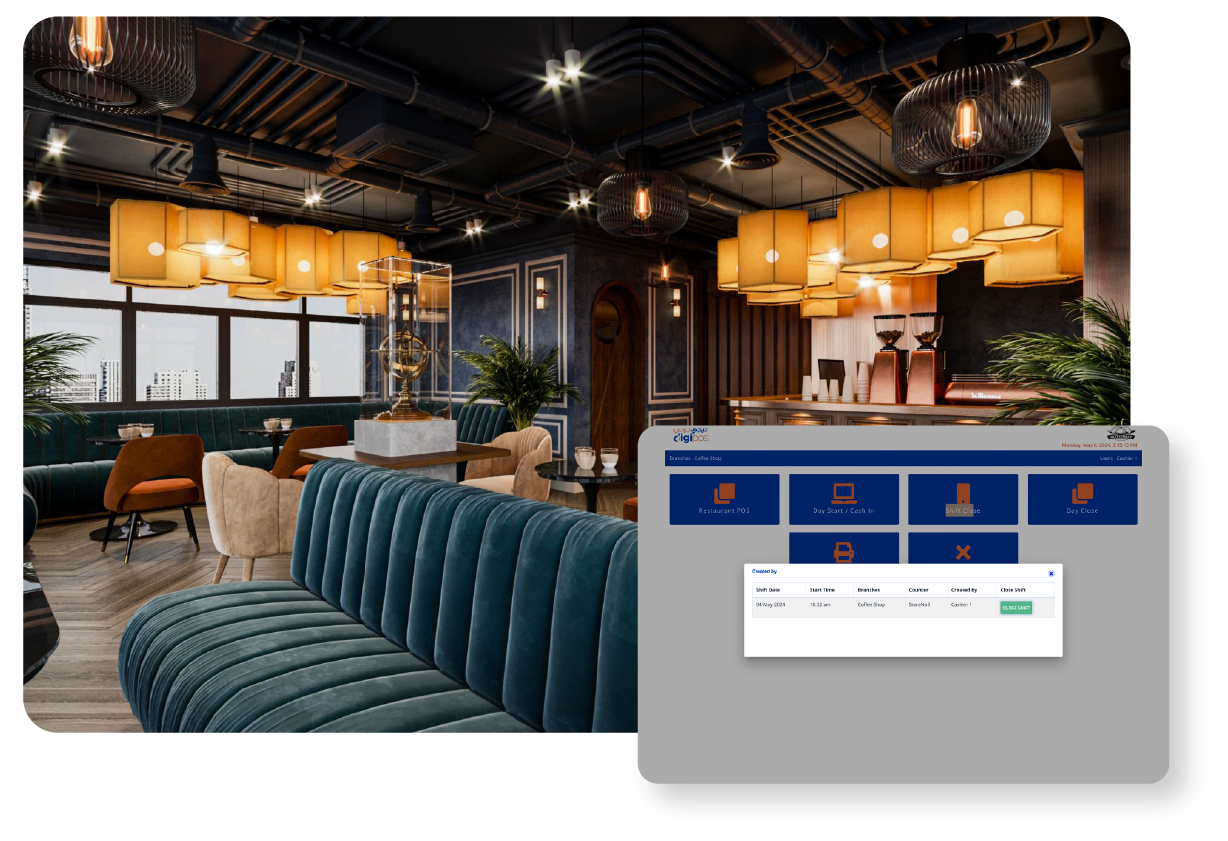 digipos
Monday, May 6, 2024, 3:15:13 PM
Branches : Coffee Shop
Users : Cashier 1
Restaurant POS
Day Start / Cash In
Shift Close
Day Close
Created by
Shift Date Start Time Branches Counter Created by Close Shift
04-May-2024 10:32 am Coffee Shop Cashier 1 CLOSE SHIFT